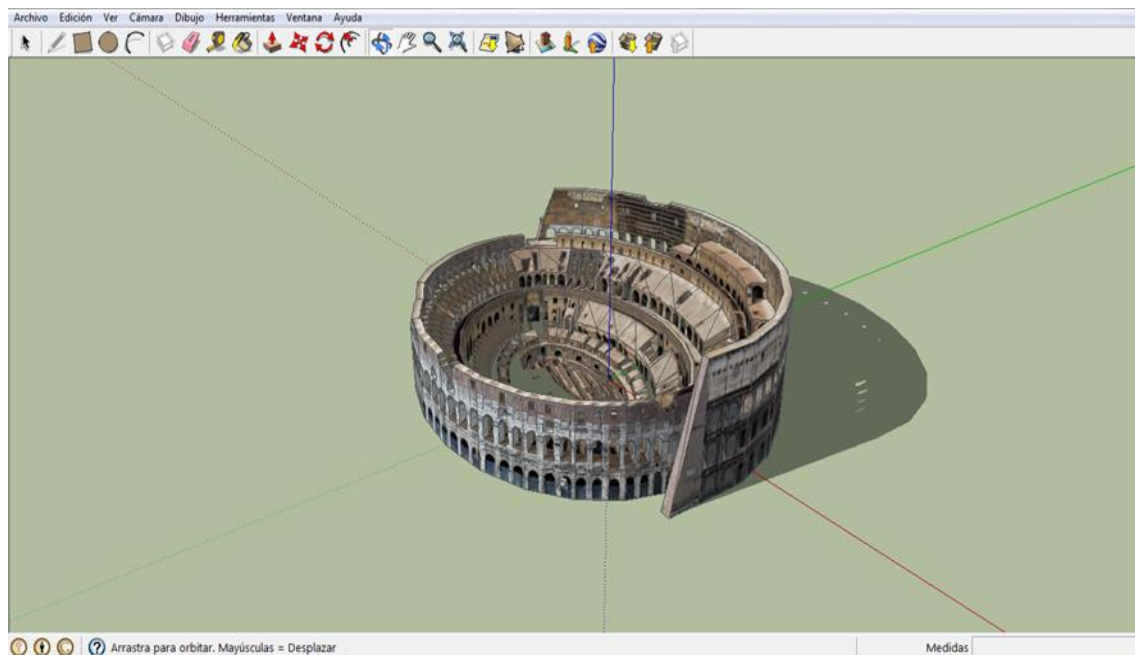 Archivo Edición Ver Cámara Dibujo Herramientas Ventana Ayuda
Arrastra para orbitar. Mayúsculas = Desplazar
Medidas